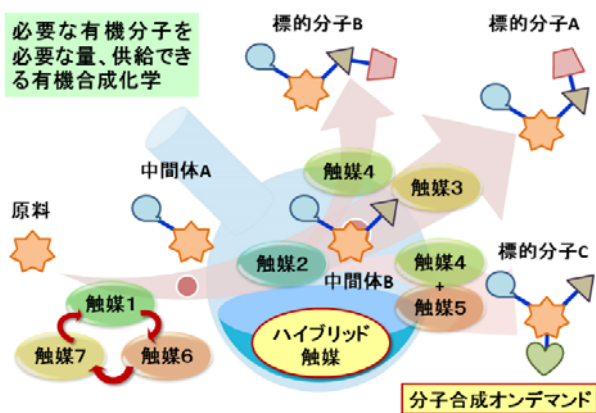 必要な有機分子を
必要な量、供給でき
る有機合成化学
標的分子B
標的分子A
中間体A
触媒4
触媒3
原料
標的分子C
触媒2
中間体B
触媒4
+
触媒5
触媒1
ハイブリッド
触媒
触媒7
触媒6
分子合成オンデマンド